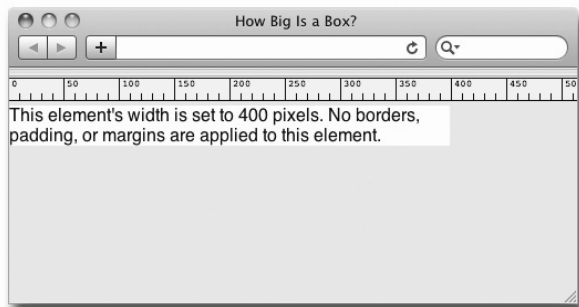 How Big Is a Box?
0 50 100 150 200 250 300 350 400 450 50
This element's width is set to 400 pixels. No borders,
padding, or margins are applied to this element.